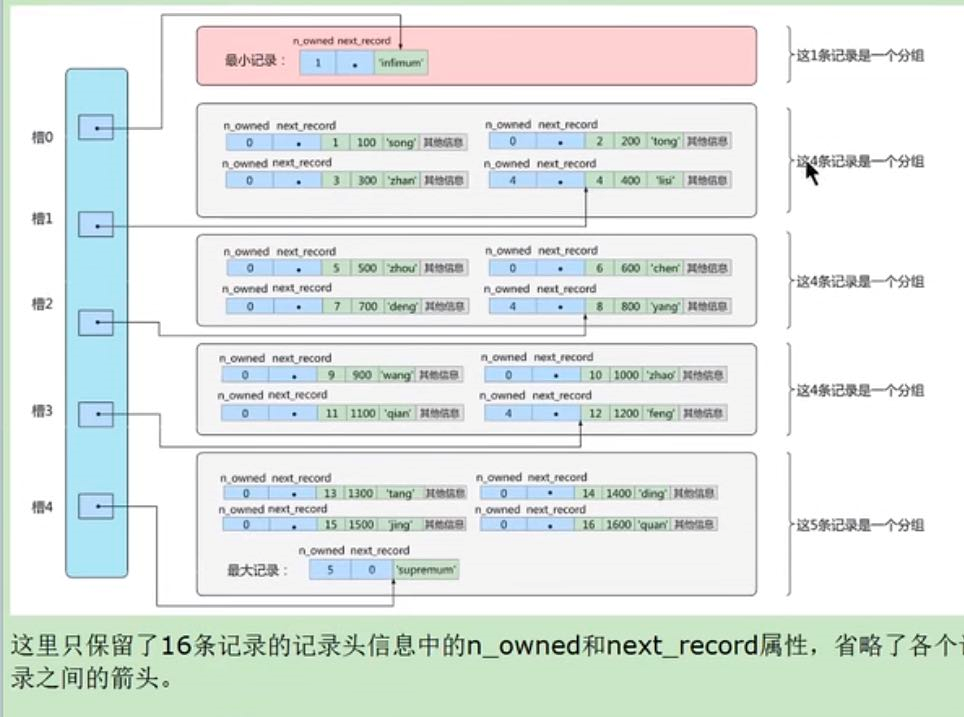 n_owned next_record
最小记录： 1 'infimum'
这1条记录是一个分组
槽0
n_owned next_record n_owned next_record
0 1 100 'song' 其他信息 0 2 200 'tong' 其他信息
n_owned next_record n_owned next_record
0 3 300 'zhan' 其他信息 4 4 400 'lisi' 其他信息
这4条记录是一个分组
槽1
n_owned next_record n_owned next_record
0 5 500 'zhou' 其他信息 0 6 600 'chen' 其他信息
n_owned next_record n_owned next_record
0 7 700 'deng' 其他信息 4 8 800 'yang' 其他信息
这4条记录是一个分组
槽2
n_owned next_record n_owned next_record
0 9 900 'wang' 其他信息 0 10 1000 'zhao' 其他信息
n_owned next_record n_owned next_record
0 11 1100 'qian' 其他信息 4 12 1200 'feng' 其他信息
这4条记录是一个分组
槽3
n_owned next_record n_owned next_record
0 13 1300 'tang' 其他信息 0 14 1400 'ding' 其他信息
n_owned next_record n_owned next_record
0 15 1500 'jing' 其他信息 0 16 1600 'quan' 其他信息
n_owned next_record
最大记录： 5 0 'supremum'
这5条记录是一个分组
槽4
这里只保留了16条记录的记录头信息中的n_owned和next_record属性，省略了各个
录之间的箭头。